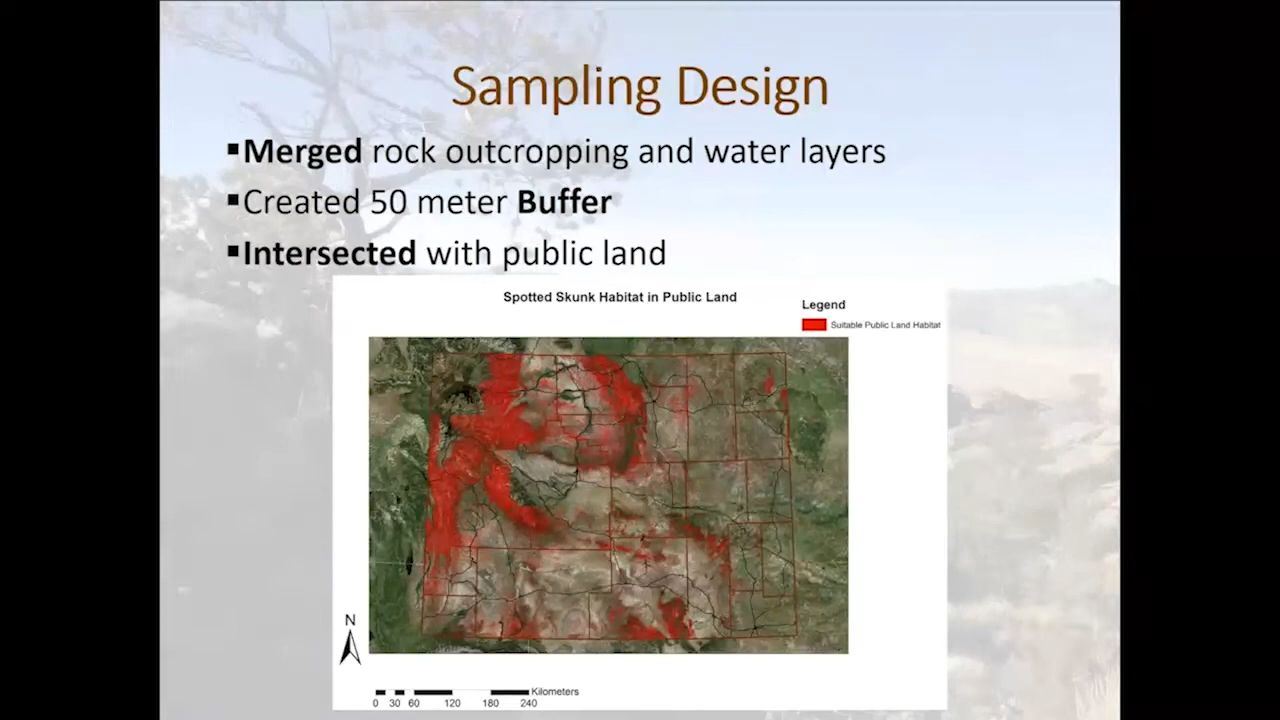 Sampling Design
▪Merged rock outcropping and water layers
▪Created 50 meter Buffer
▪Intersected with public land
Spotted Skunk Habitat in Public Land
Legend
Suitable Public Land Habitat
N
Kilometers
0 30 60 120 180 240